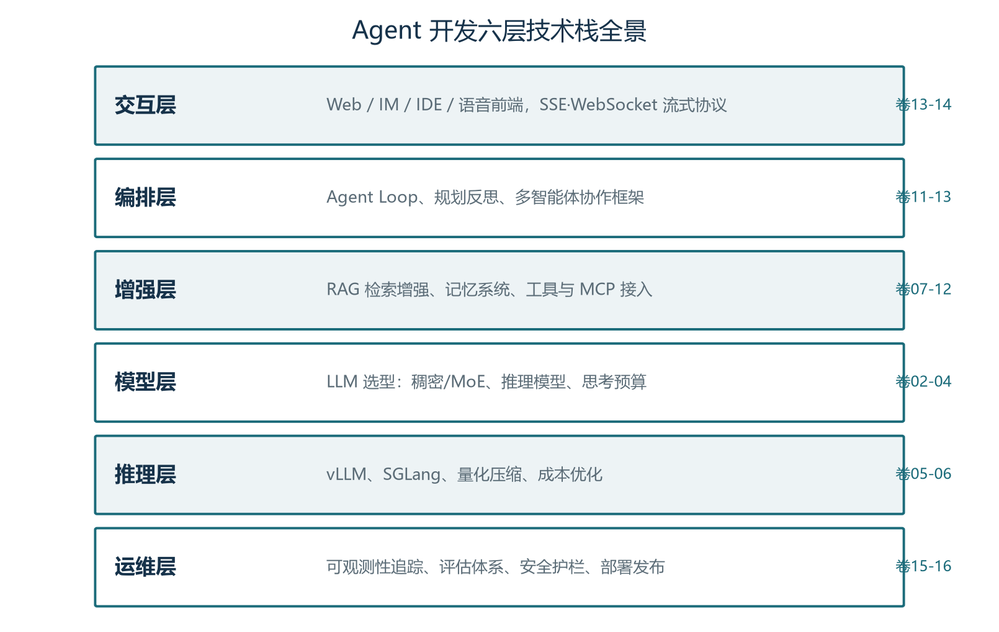 Agent 开发六层技术栈全景
交互层 Web / IM / IDE / 语音前端，SSE·WebSocket 流式协议 卷13-14
编排层 Agent Loop、规划反思、多智能体协作框架 卷11-13
增强层 RAG 检索增强、记忆系统、工具与 MCP 接入 卷07-12
模型层 LLM 选型：稠密/MoE、推理模型、思考预算 卷02-04
推理层 vLLM、SGLang、量化压缩、成本优化 卷05-06
运维层 可观测性追踪、评估体系、安全护栏、部署发布 卷15-16